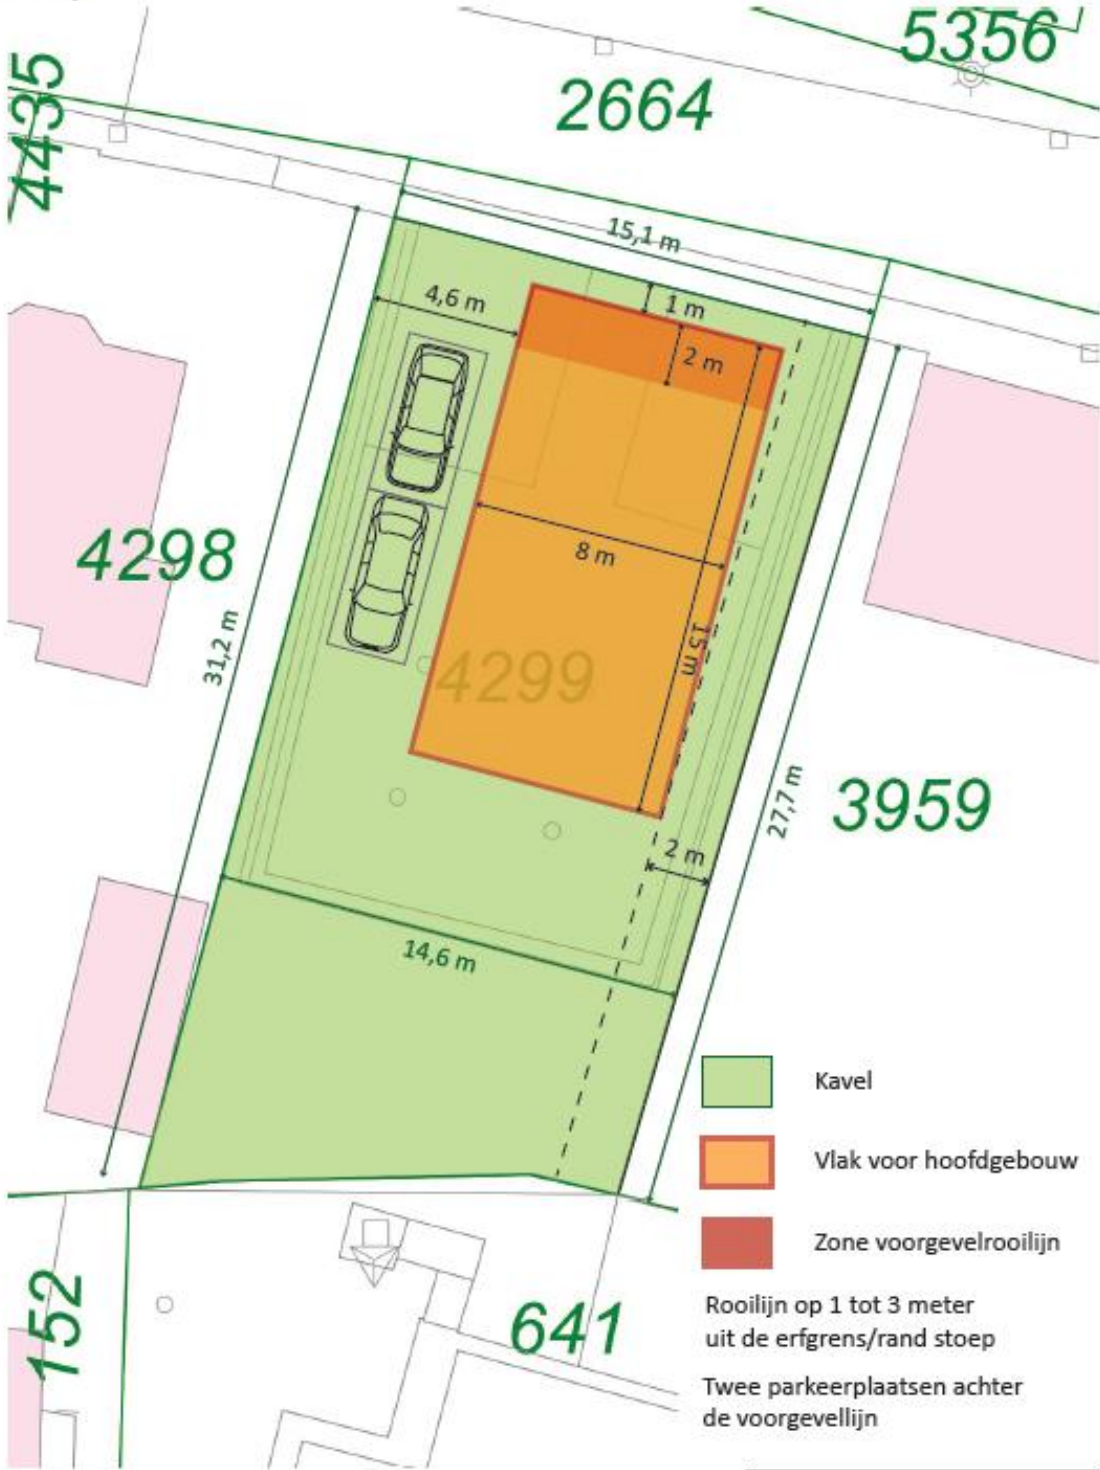 5356
4435
2664
15,1 m
4,6 m
1 m
2 m
8 m
4298
31,2 m
15 m
4299
27,7 m
3959
2 m
14,6 m
Kavel
Vlak voor hoofdgebouw
Zone voorgevelrooilijn
Rooilijn op 1 tot 3 meter
uit de erfgrens/rand stoep
Twee parkeerplaatsen achter
de voorgevellijn
152
641